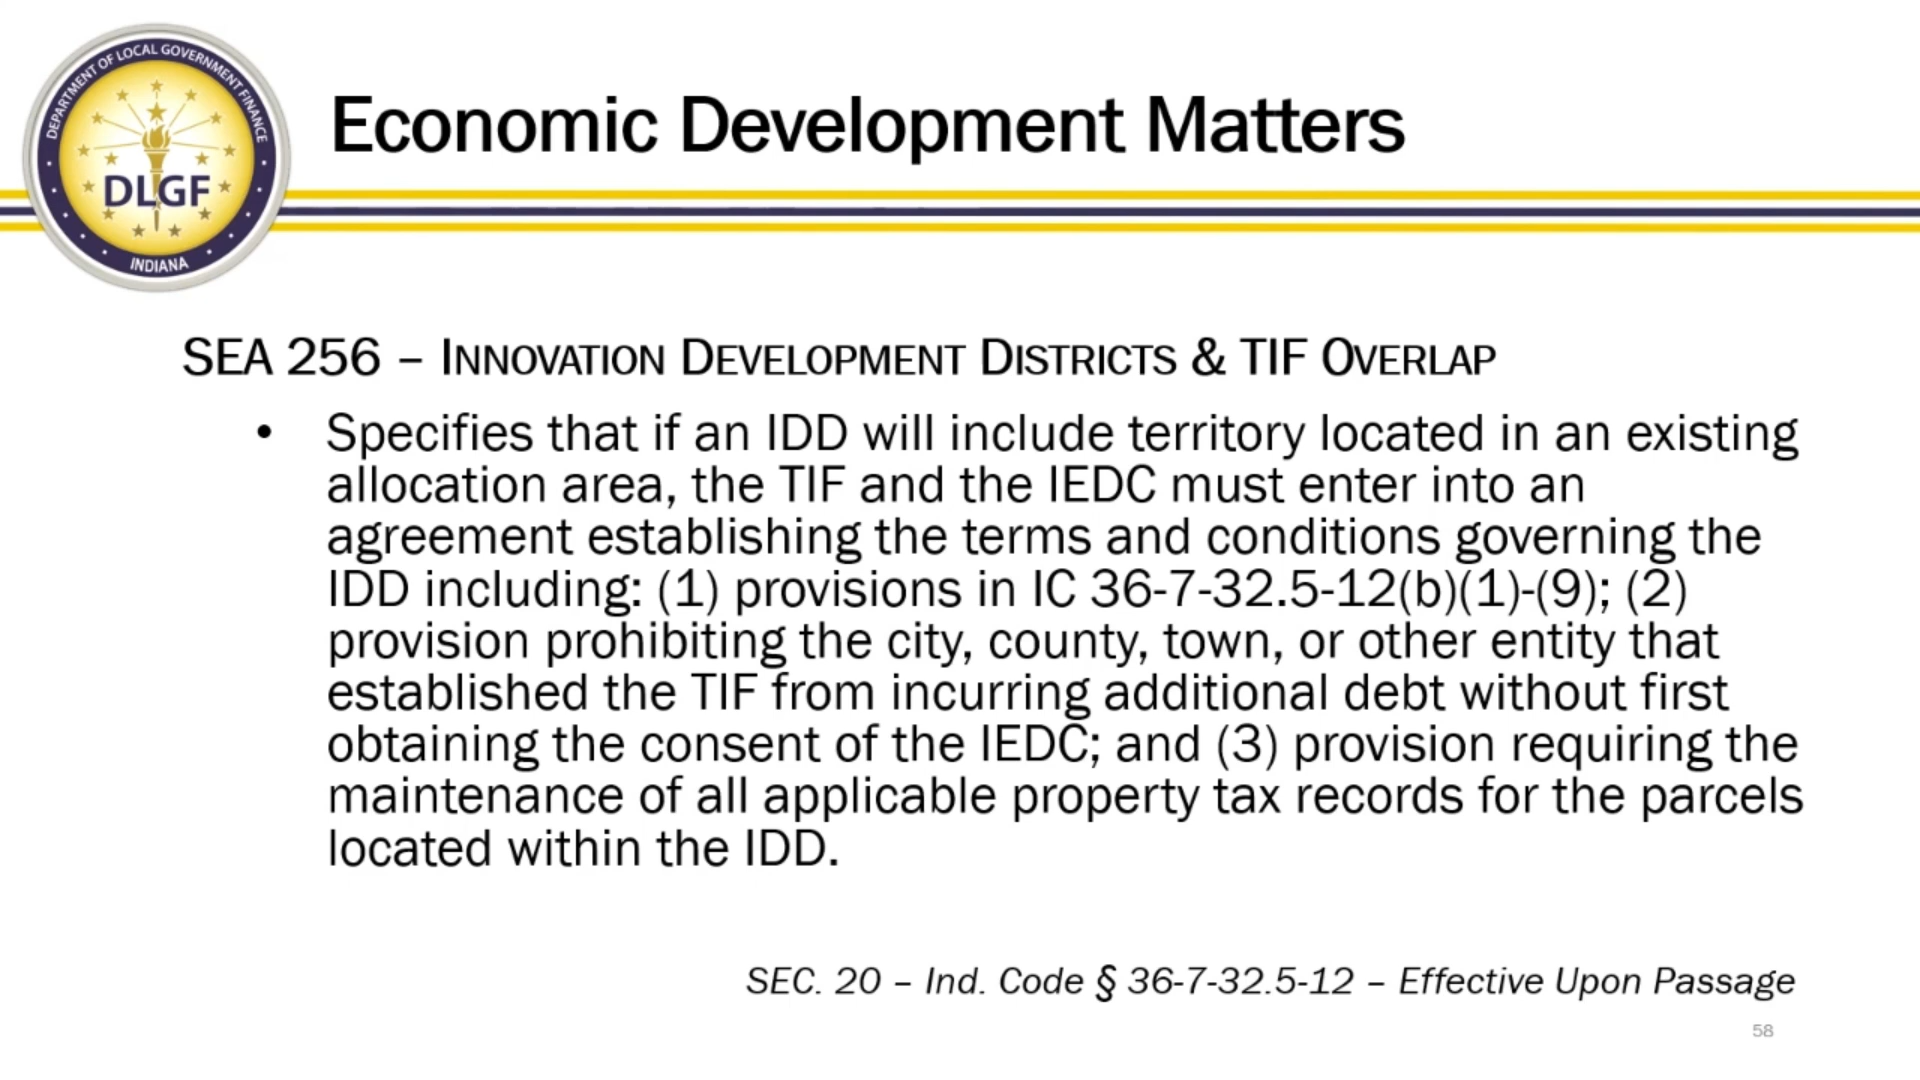 DEPARTMENT OF LOCAL GOVERNMENT FINANCE
DLGF
INDIANA
Economic Development Matters
SEA 256 – INNOVATION DEVELOPMENT DISTRICTS & TIF OVERLAP
• Specifies that if an IDD will include territory located in an existing
allocation area, the TIF and the IEDC must enter into an
agreement establishing the terms and conditions governing the
IDD including: (1) provisions in IC 36-7-32.5-12(b)(1)-(9); (2)
provision prohibiting the city, county, town, or other entity that
established the TIF from incurring additional debt without first
obtaining the consent of the IEDC; and (3) provision requiring the
maintenance of all applicable property tax records for the parcels
located within the IDD.
SEC. 20 – Ind. Code § 36-7-32.5-12 – Effective Upon Passage
58